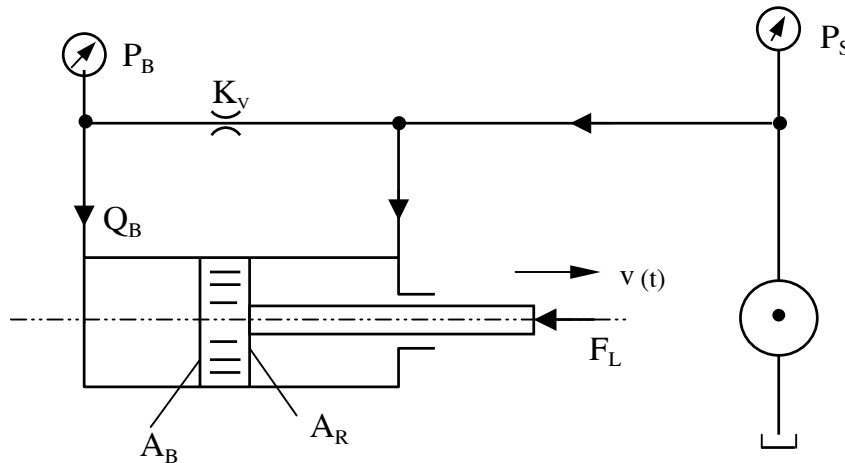 P_B
P_S
K_v
Q_B
v (t)
F_L
A_B
A_R